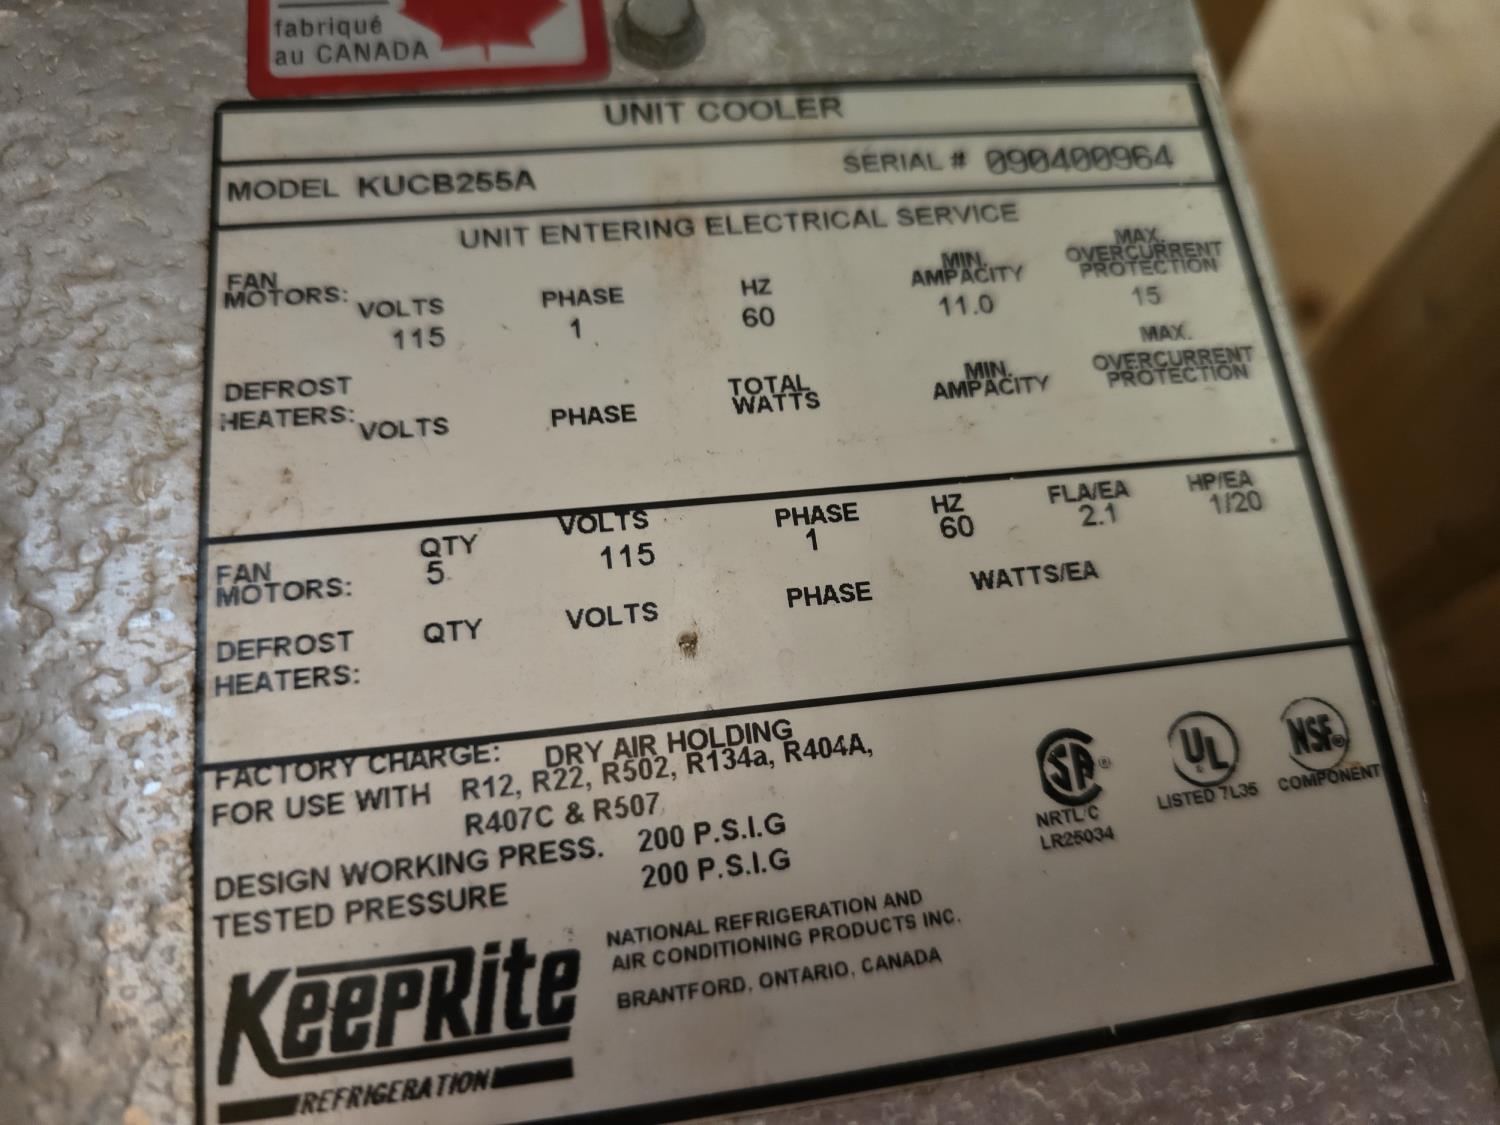 fabriqué
au CANADA
UNIT COOLER
MODEL KUCB255A
SERIAL # 090400964
UNIT ENTERING ELECTRICAL SERVICE
FAN MOTORS: VOLTS PHASE HZ MIN. AMPACITY MAX. OVERCURRENT PROTECTION
115 1 60 11.0 15
DEFROST HEATERS: VOLTS PHASE TOTAL WATTS MIN. AMPACITY MAX. OVERCURRENT PROTECTION
FAN MOTORS: QTY VOLTS PHASE HZ FLA/EA HP/EA
5 115 1 60 2.1 1/20
DEFROST HEATERS: QTY VOLTS PHASE WATTS/EA
FACTORY CHARGE: DRY AIR HOLDING
FOR USE WITH R12, R22, R502, R134a, R404A,
R407C & R507
DESIGN WORKING PRESS. 200 P.S.I.G
TESTED PRESSURE 200 P.S.I.G
SA ®
NRTL/C
LR25034
UL
LISTED 7L35
NSF®
COMPONENT
KeepRite
REFRIGERATION
NATIONAL REFRIGERATION AND
AIR CONDITIONING PRODUCTS INC.
BRANTFORD, ONTARIO, CANADA